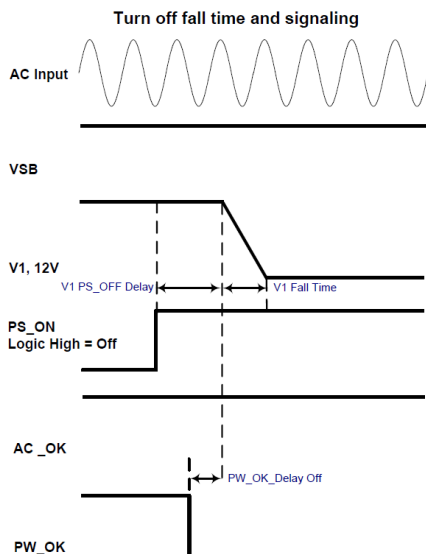 Turn off fall time and signaling
AC Input
VSB
V1, 12V
V1 PS_OFF Delay
V1 Fall Time
PS_ON
Logic High = Off
AC _OK
PW_OK_Delay Off
PW_OK